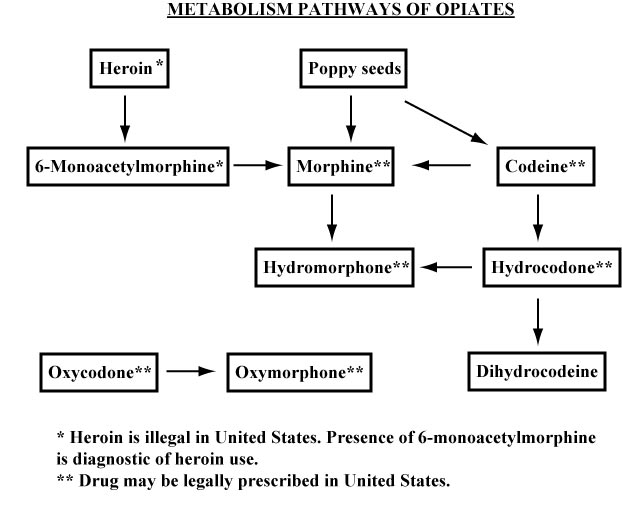 METABOLISM PATHWAYS OF OPIATES
Heroin*
Poppy seeds
6-Monoacetylmorphine*
Morphine**
Codeine**
Hydromorphone**
Hydrocodone**
Oxycodone**
Oxymorphone**
Dihydrocodeine
* Heroin is illegal in United States. Presence of 6-monoacetylmorphine
is diagnostic of heroin use.
** Drug may be legally prescribed in United States.